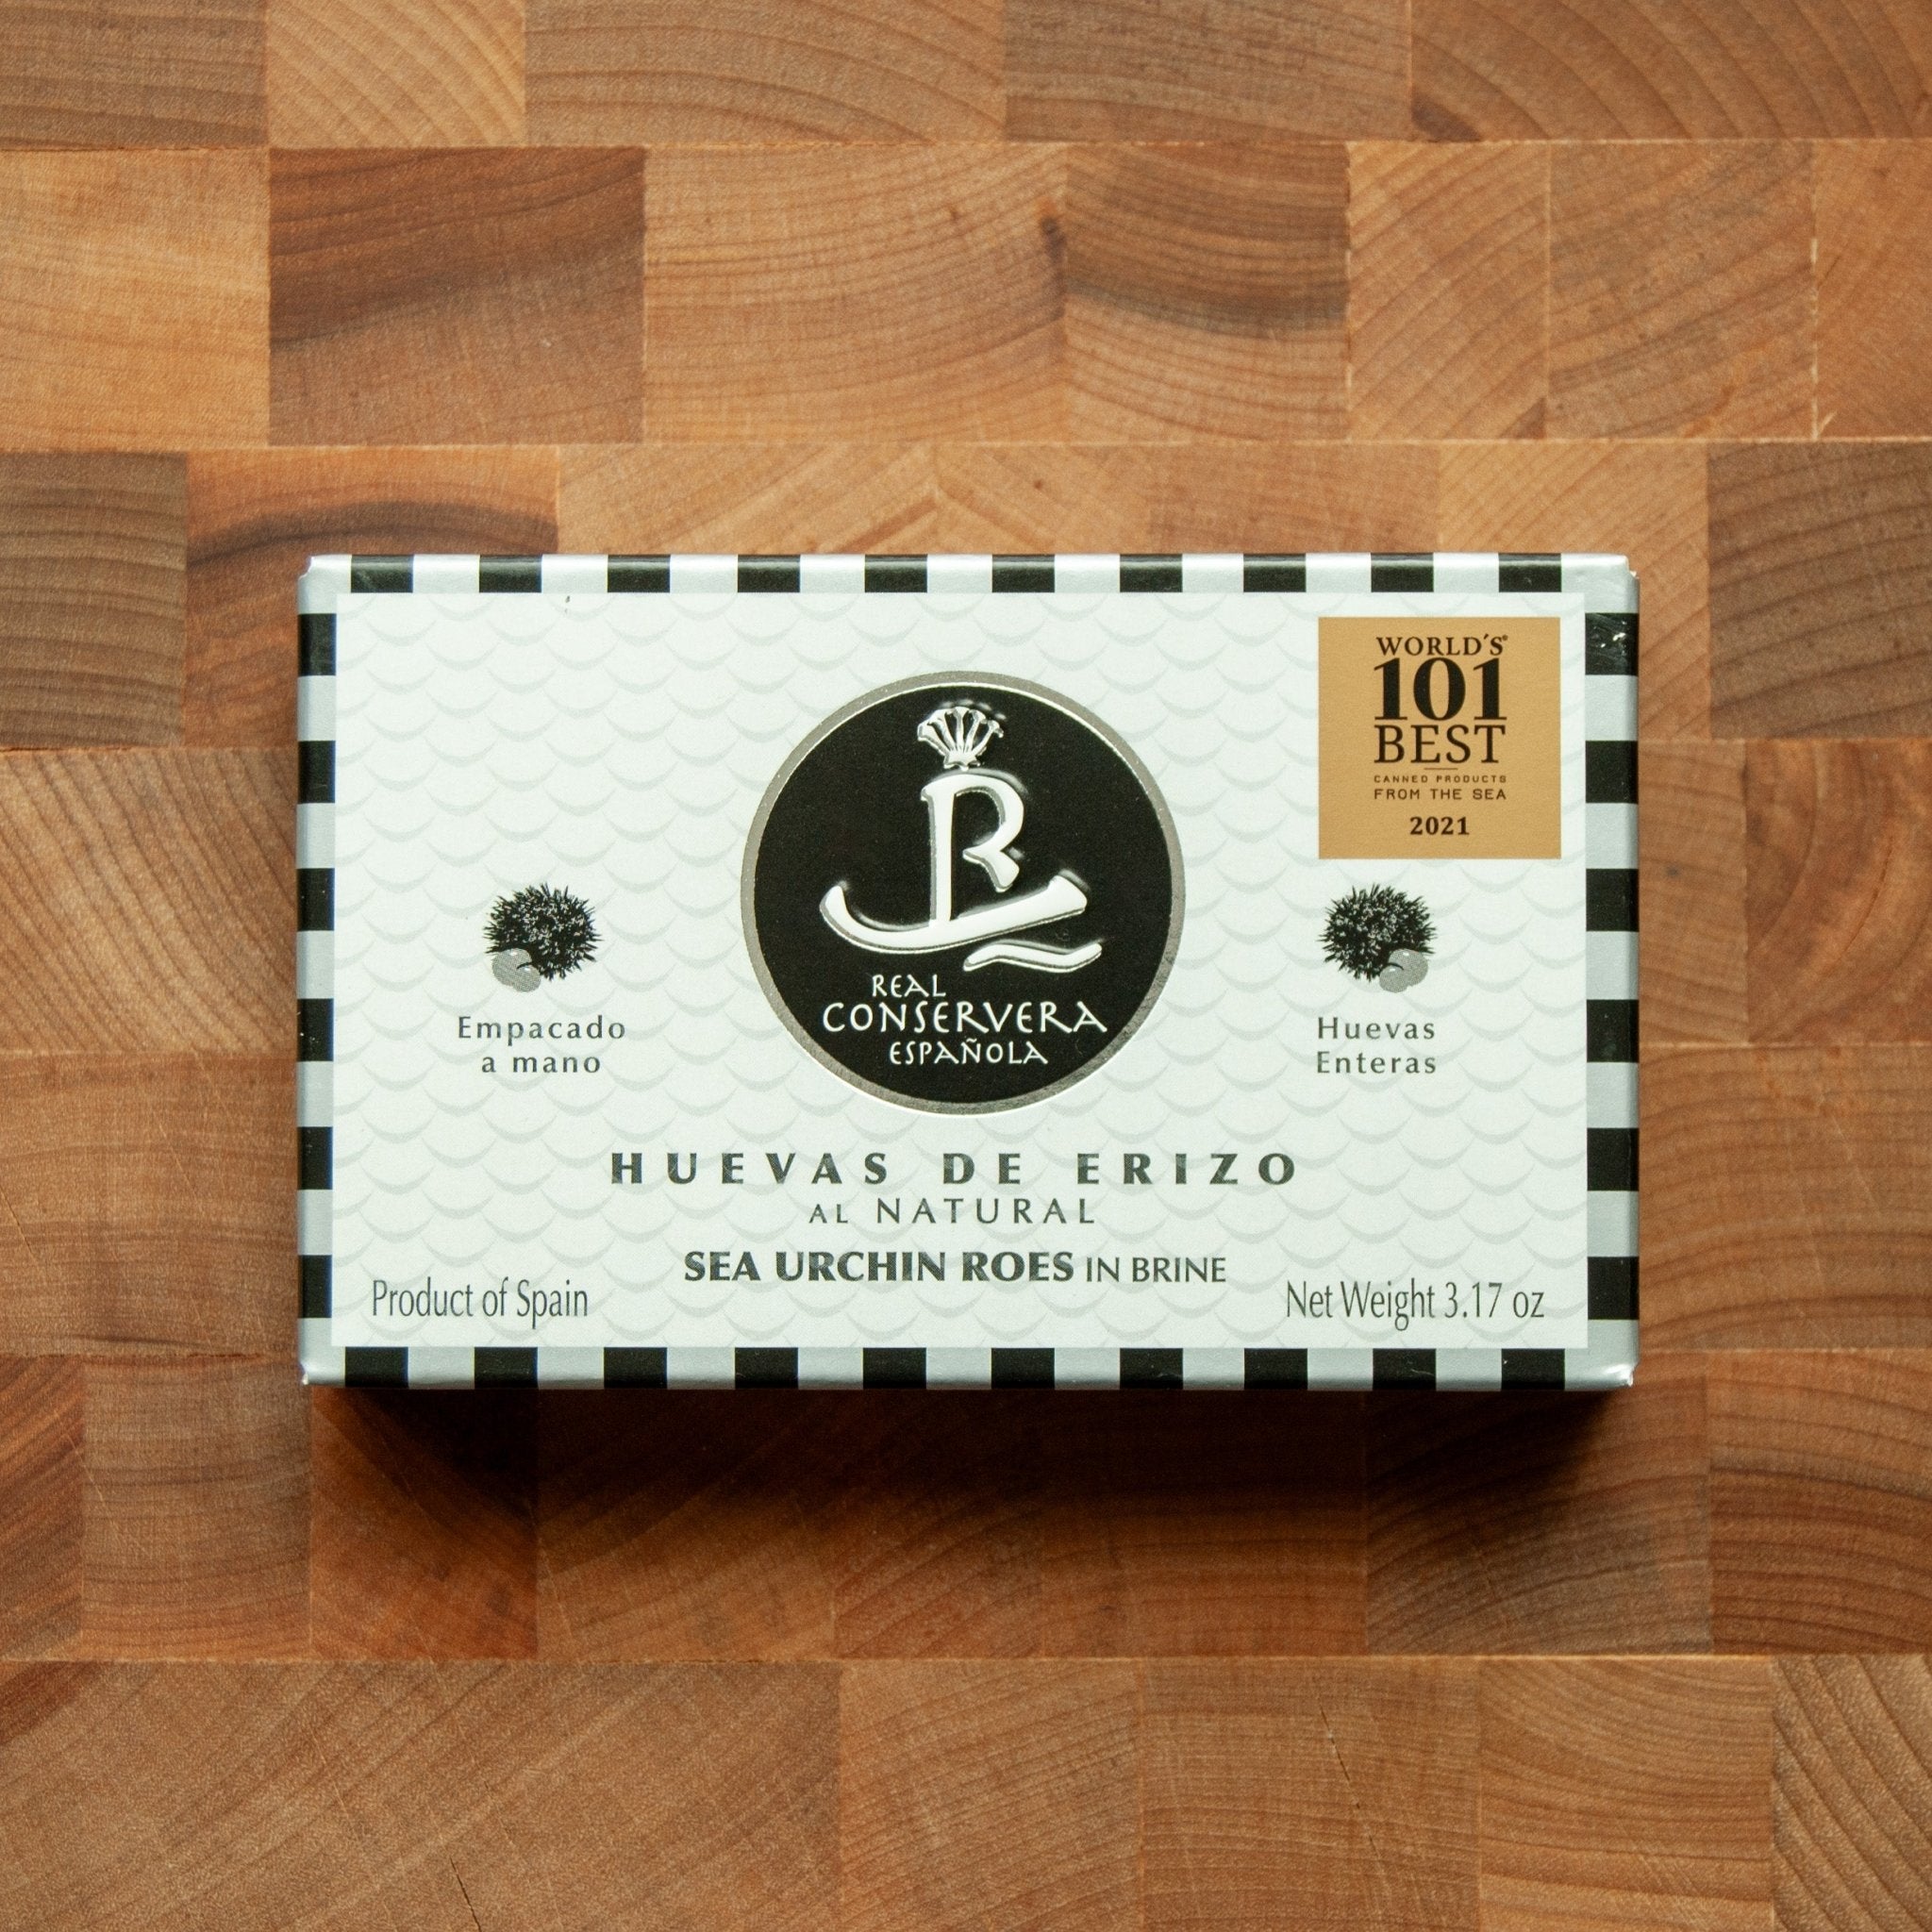 WORLD'S®
101
BEST
CANNED PRODUCTS
FROM THE SEA
2021
R
REAL
CONSERVERA
ESPAÑOLA
Empacado
a mano
Huevas
Enteras
HUEVAS DE ERIZO
AL NATURAL
SEA URCHIN ROES IN BRINE
Product of Spain
Net Weight 3.17 oz